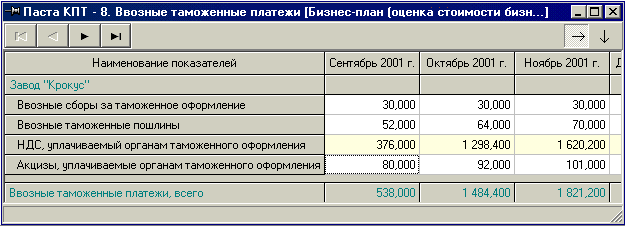 Паста КПТ - 8. Ввозные таможенные платежи [Бизнес-план (оценка стоимости бизн...]
Наименование показателей Сентябрь 2001 г. Октябрь 2001 г. Ноябрь 2001 г. Д
Завод "Крокус"
Ввозные сборы за таможенное оформление 30,000 30,000 30,000
Ввозные таможенные пошлины 52,000 64,000 70,000
НДС, уплачиваемый органам таможенного оформления 376,000 1 298,400 1 620,200
Акцизы, уплачиваемые органам таможенного оформления 80,000 92,000 101,000
Ввозные таможенные платежи, всего 538,000 1 484,400 1 821,200